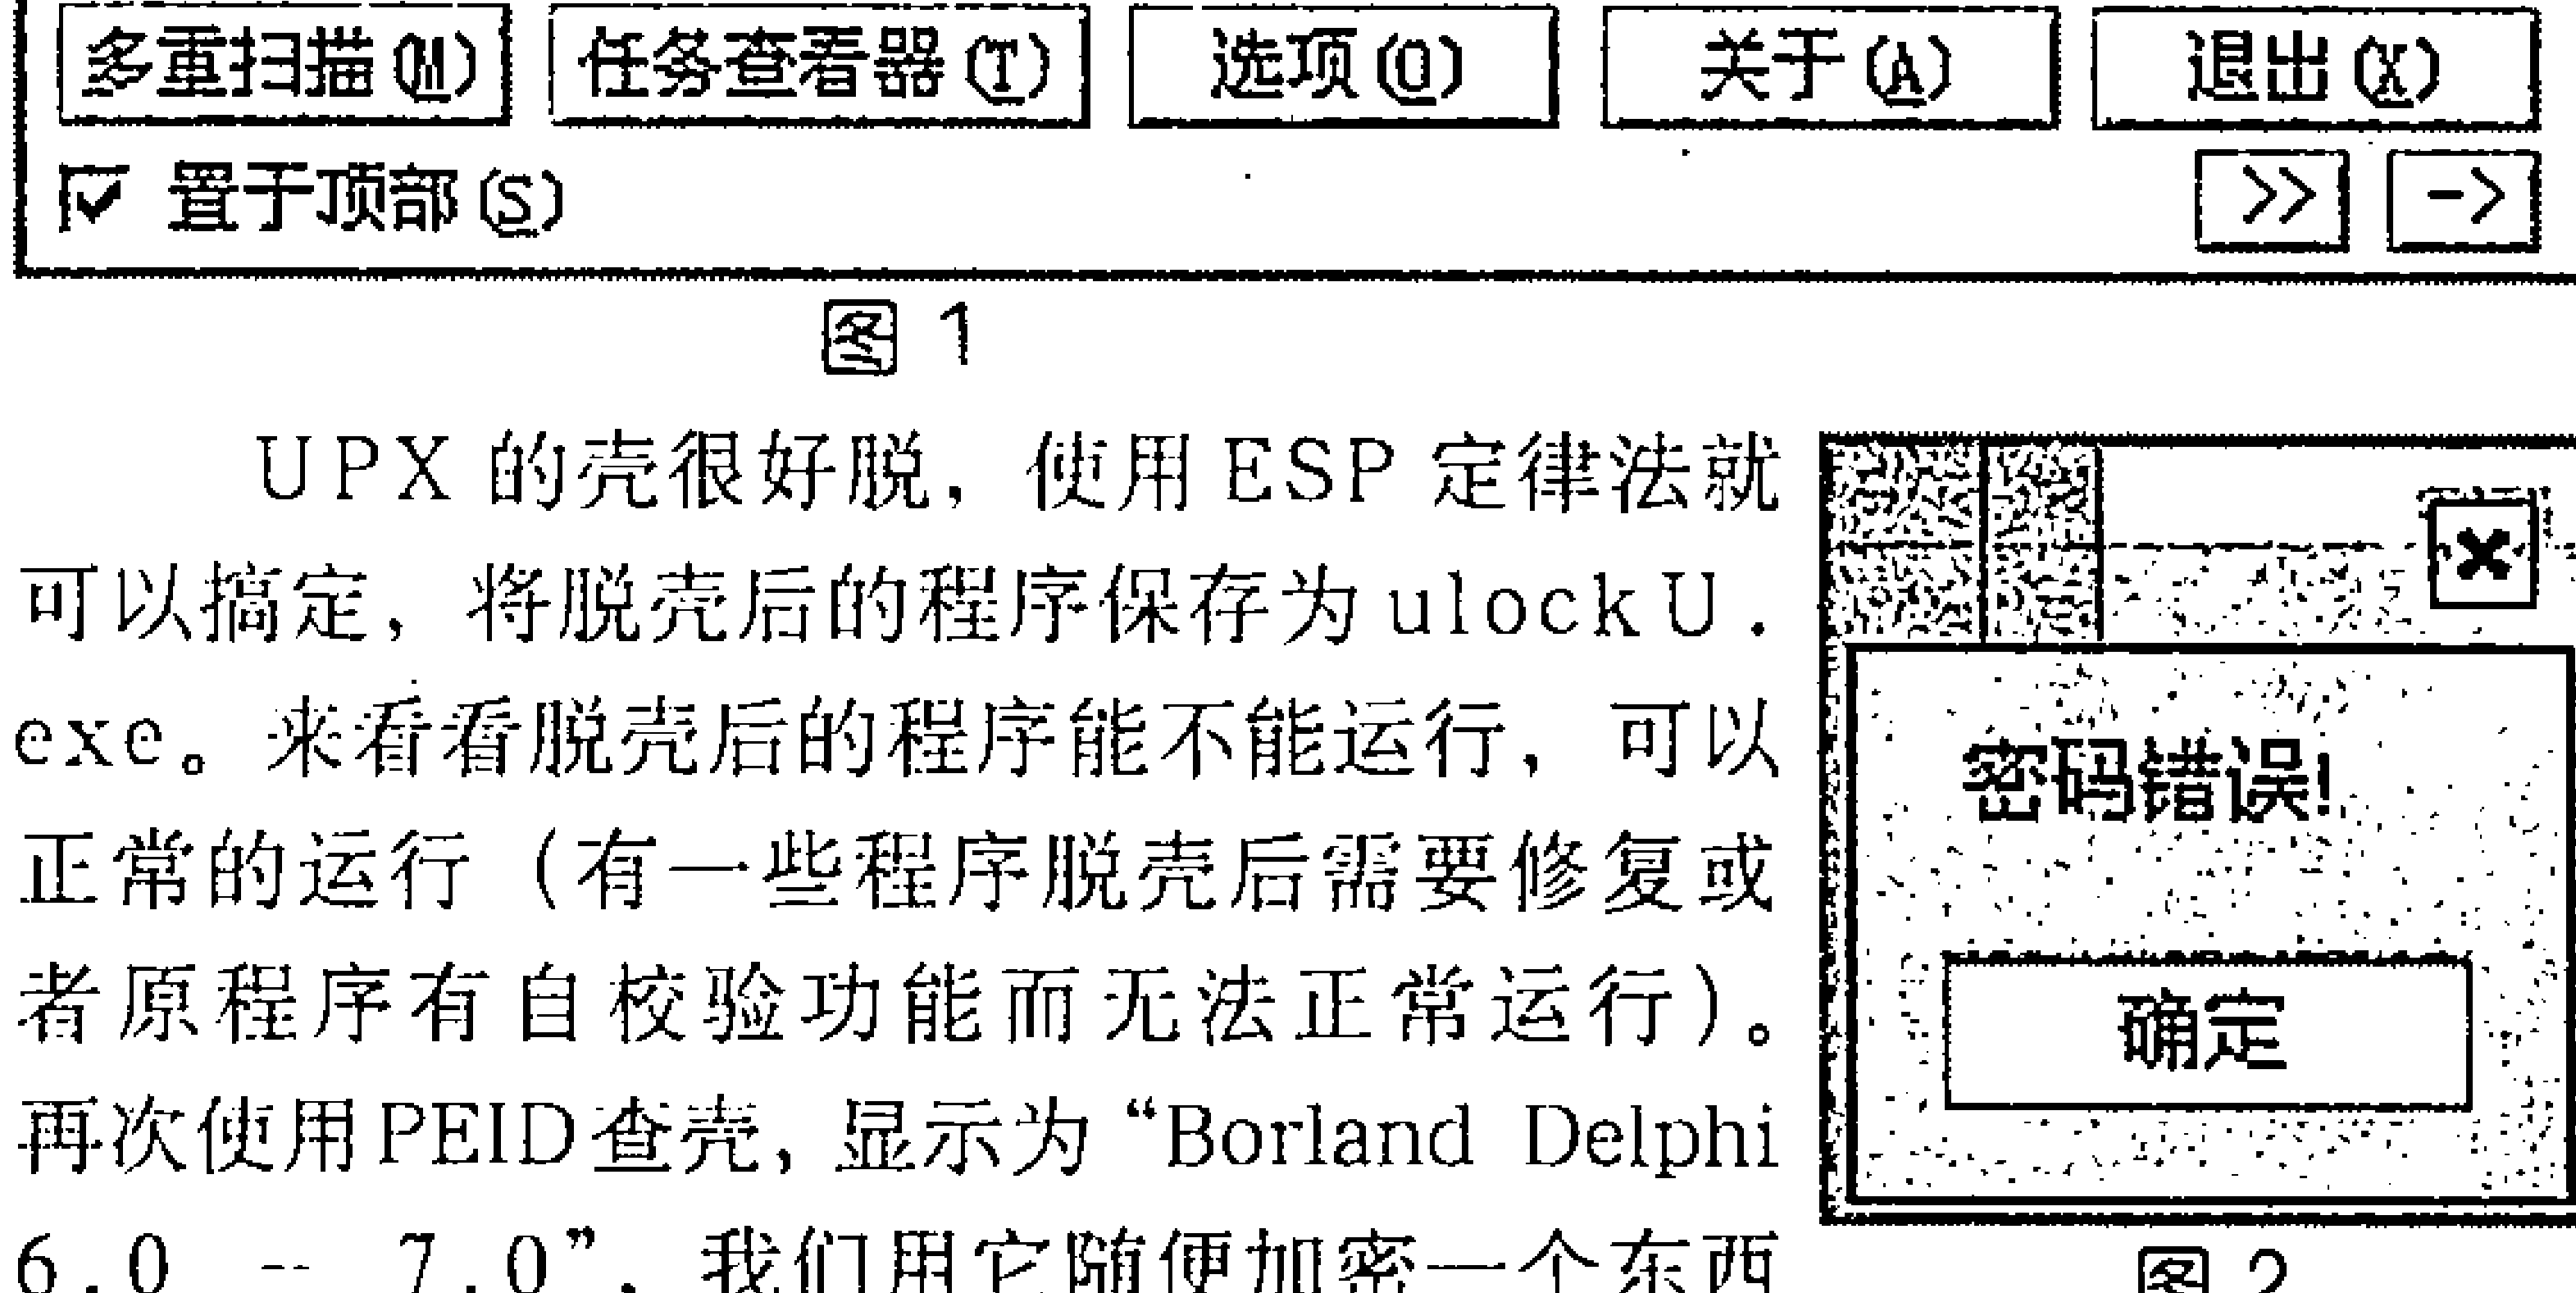 多重扫描(M) 任务查看器(T) 选项(O) 关于(A) 退出(X)
置于顶部(S) >> ->
图 1
UPX 的壳很好脱，使用 ESP 定律法就
可以搞定，将脱壳后的程序保存为 ulockU.
exe。来看看脱壳后的程序能不能运行，可以
正常的运行（有一些程序脱壳后需要修复或
者原程序有自校验功能而无法正常运行）。
再次使用PEID查壳，显示为“Borland Delphi
6.0 -- 7.0”，我们用它随便加密一个东西
密码错误!
确定
图 2